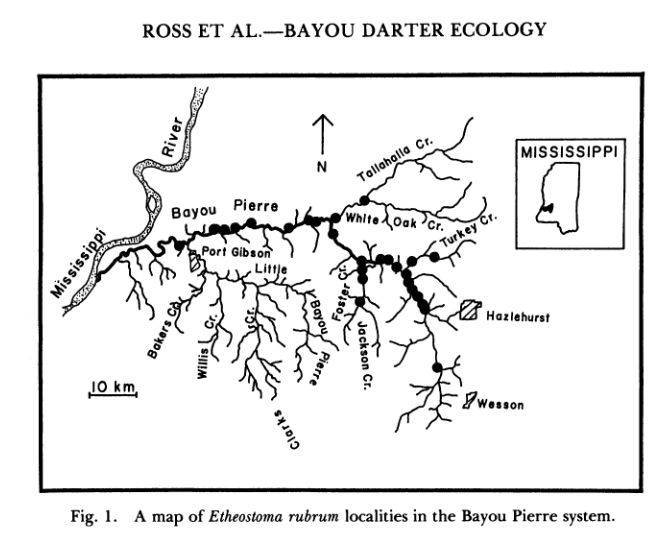 ROSS ET AL.—BAYOU DARTER ECOLOGY
River
Mississippi
N
Tallahalla Cr.
MISSISSIPPI
Bayou Pierre
White Oak Cr.
Turkey Cr.
Port Gibson
Little
Bayou
Pierre
Foster Cr.
Jackson Cr.
Hazlehurst
Bakers Cr.
Willis Cr.
Clarks
Cr.
10 km
Wesson
Fig. 1. A map of Etheostoma rubrum localities in the Bayou Pierre system.